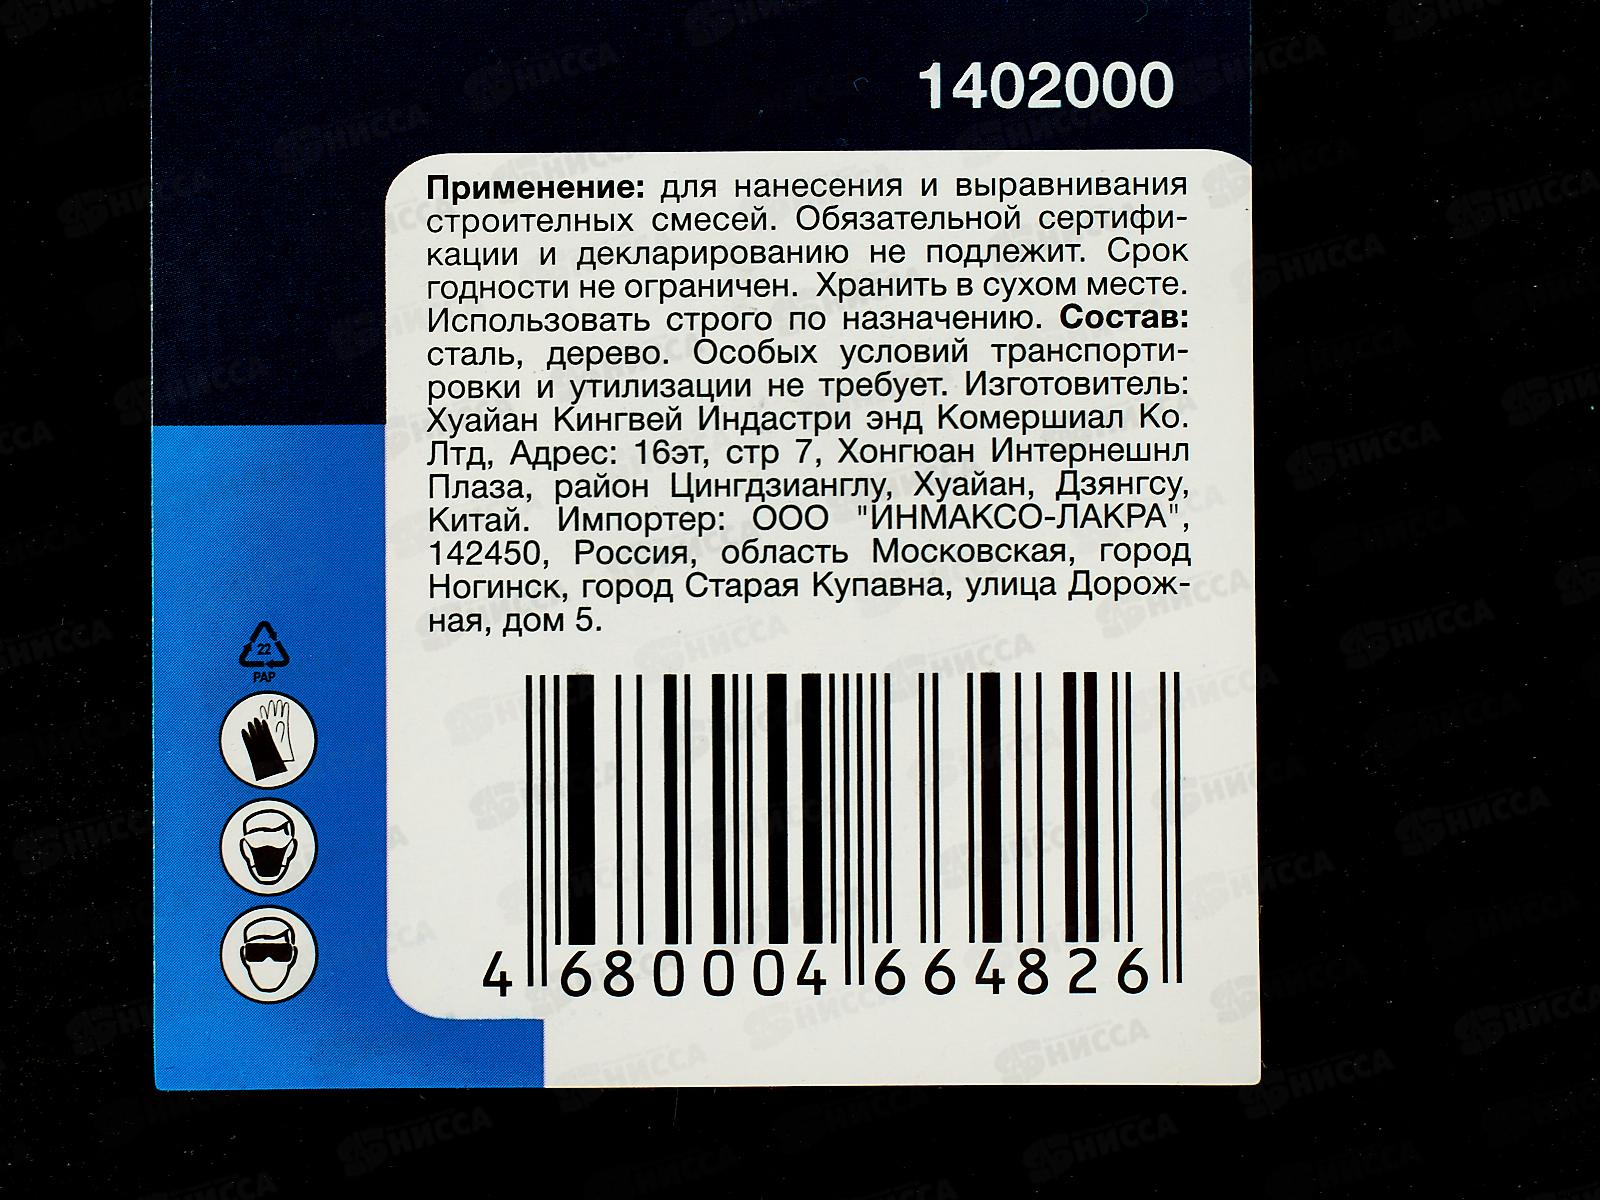 1402000
Применение: для нанесения и выравнивания
строителных смесей. Обязательной сертифи-
кации и декларированию не подлежит. Срок
годности не ограничен. Хранить в сухом месте.
Использовать строго по назначению. Состав:
сталь, дерево. Особых условий транспорти-
ровки и утилизации не требует. Изготовитель:
Хуайан Кингвей Индастри энд Комершиал Ко.
Лтд, Адрес: 16эт, стр 7, Хонгюан Интернешнл
Плаза, район Цингдзианглу, Хуайан, Дзянгсу,
Китай. Импортер: ООО "ИНМАКСО-ЛАКРА",
142450, Россия, область Московская, город
Ногинск, город Старая Купавна, улица Дорож-
ная, дом 5.
22
PAP
4 680004 664826
НИССА